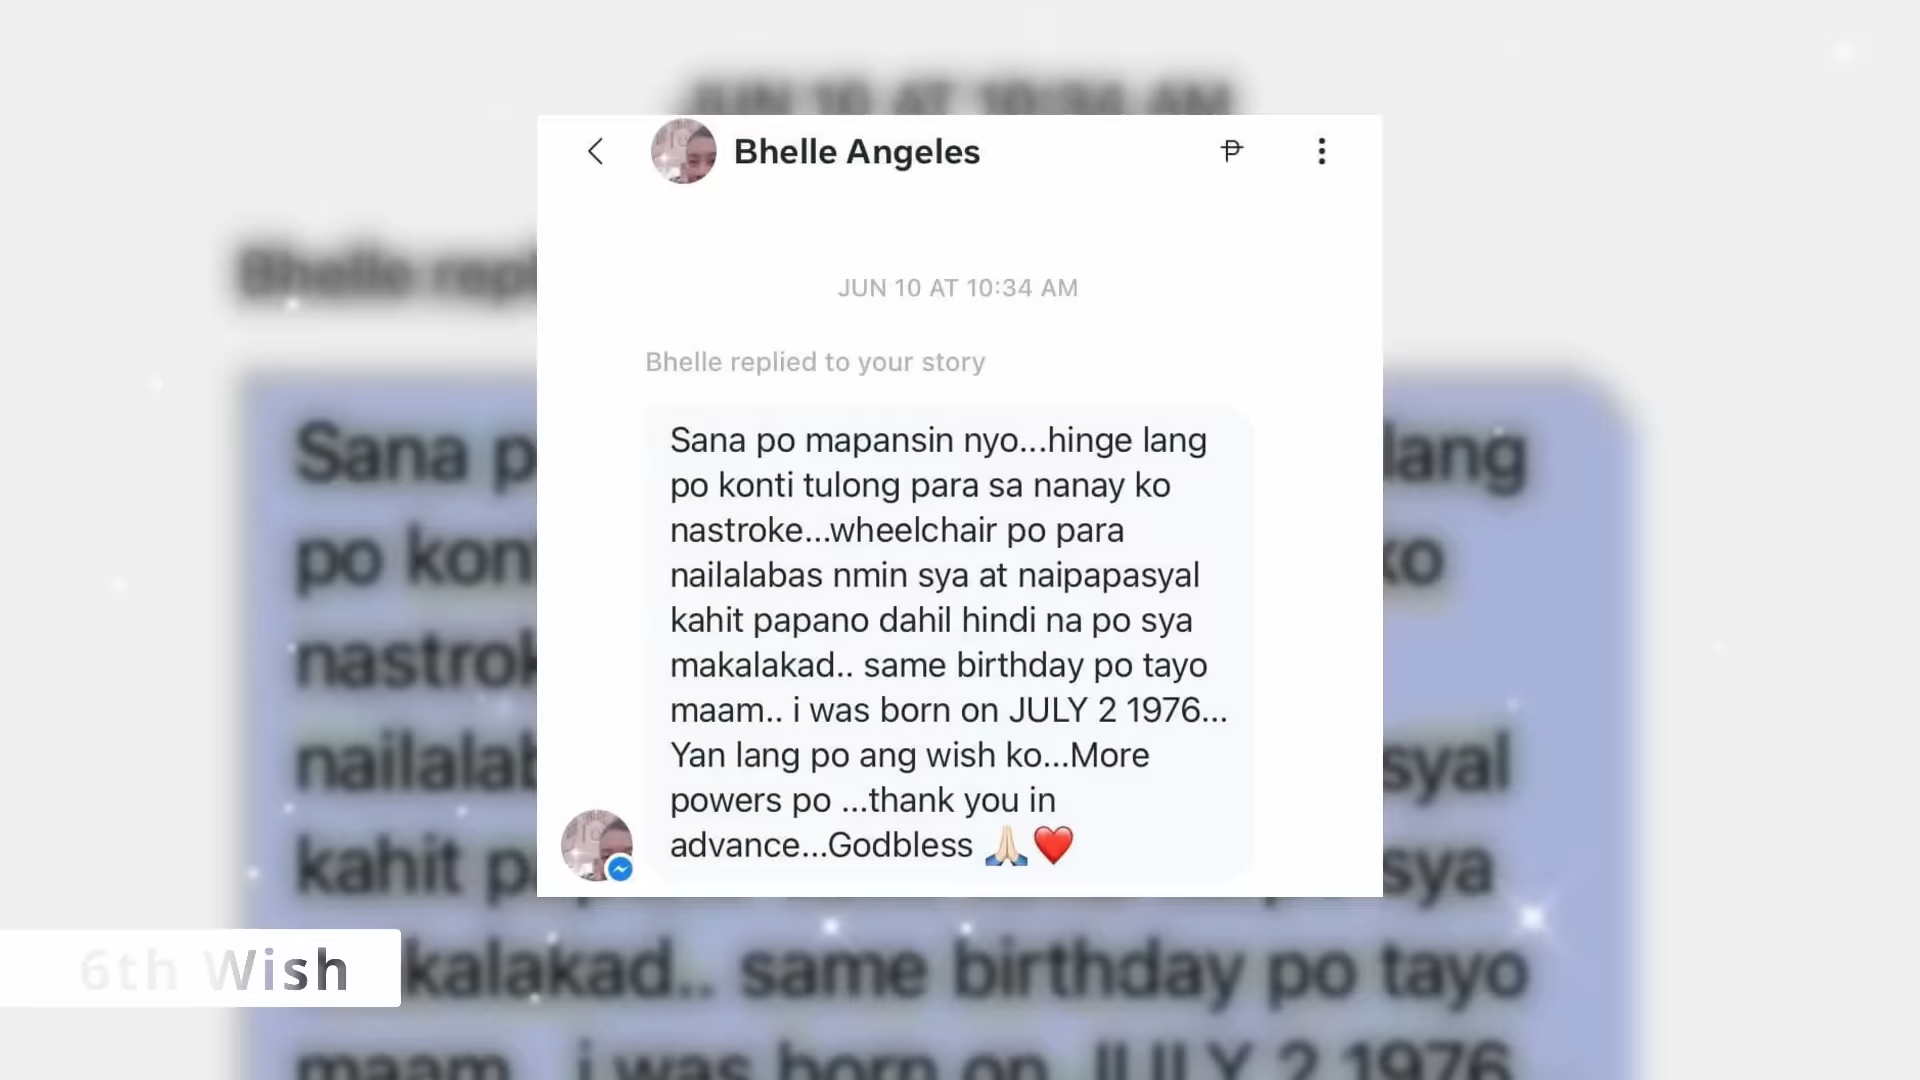 Bhelle Angeles
JUN 10 AT 10:34 AM
Bhelle replied to your story
Sana po mapansin nyo...hinge lang
po konti tulong para sa nanay ko
nastroke...wheelchair po para
nailalabas nmin sya at naipapasyal
kahit papano dahil hindi na po sya
makalakad.. same birthday po tayo
maam.. i was born on JULY 2 1976...
Yan lang po ang wish ko...More
powers po ...thank you in
advance...Godbless 🙏🏻❤️
6th Wish